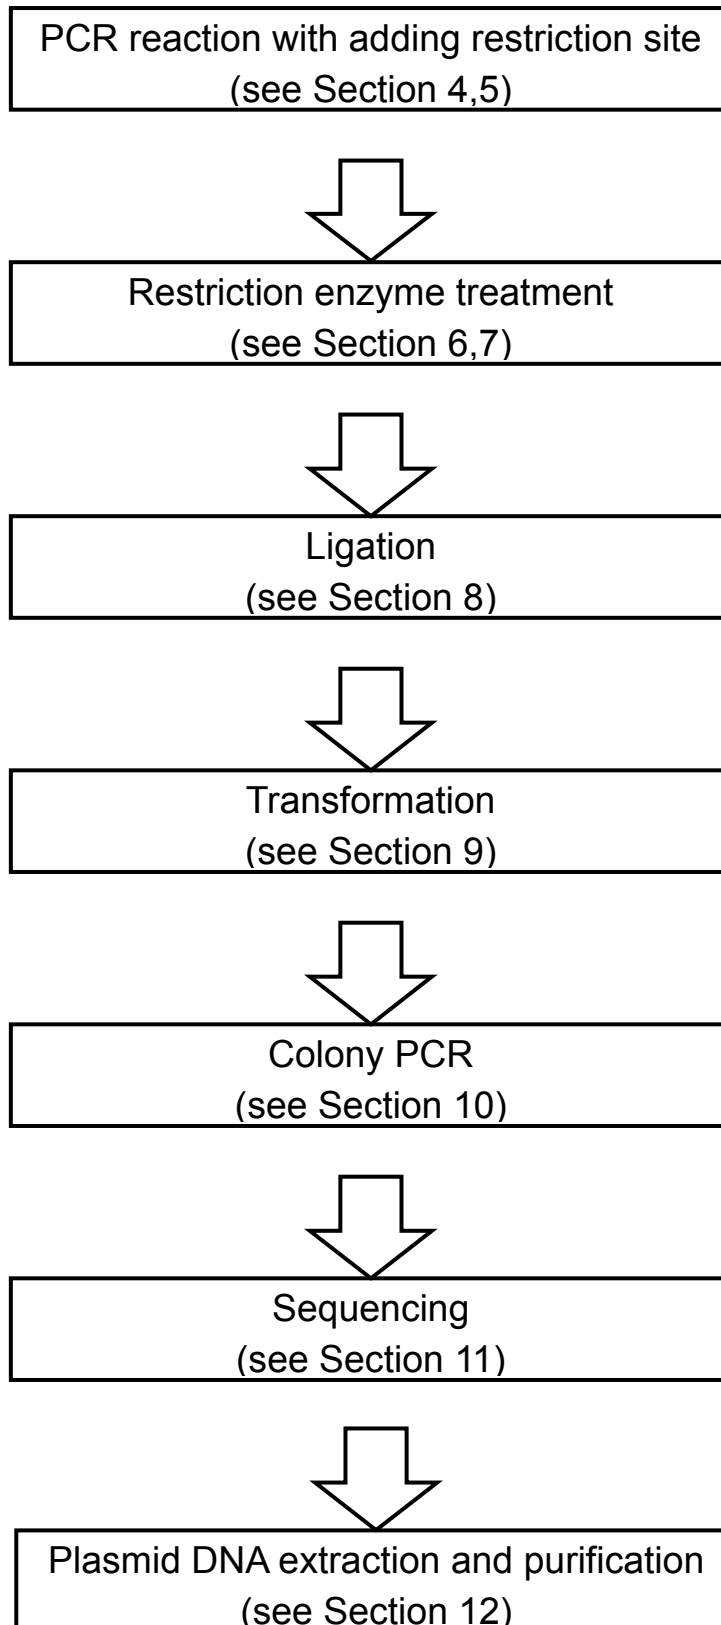 PCR reaction with adding restriction site
(see Section 4,5)
Restriction enzyme treatment
(see Section 6,7)
Ligation
(see Section 8)
Transformation
(see Section 9)
Colony PCR
(see Section 10)
Sequencing
(see Section 11)
Plasmid DNA extraction and purification
(see Section 12)